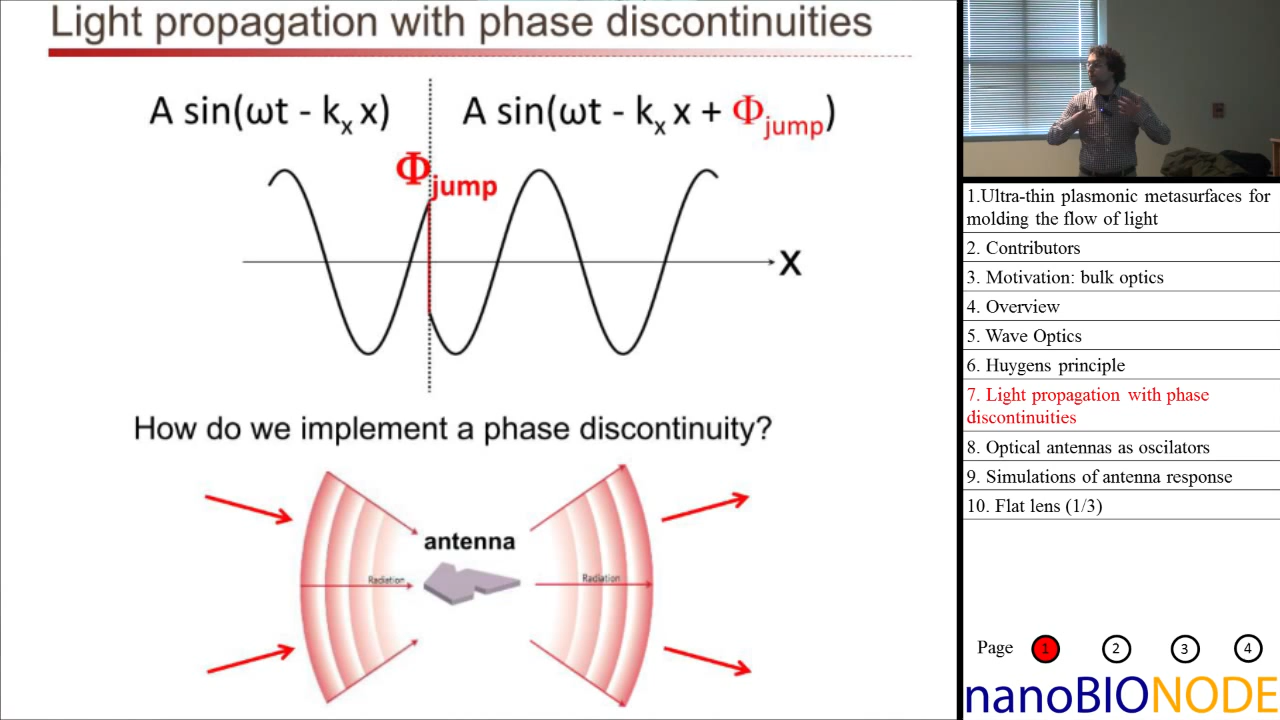 Light propagation with phase discontinuities
A sin(ωt - kₓ x)
A sin(ωt - kₓ x + Φjump)
Φjump
x
How do we implement a phase discontinuity?
antenna
Radiation
Radiation
1.Ultra-thin plasmonic metasurfaces for
molding the flow of light
2. Contributors
3. Motivation: bulk optics
4. Overview
5. Wave Optics
6. Huygens principle
7. Light propagation with phase
discontinuities
8. Optical antennas as oscilators
9. Simulations of antenna response
10. Flat lens (1/3)
Page 1 2 3 4
nanoBIONODE